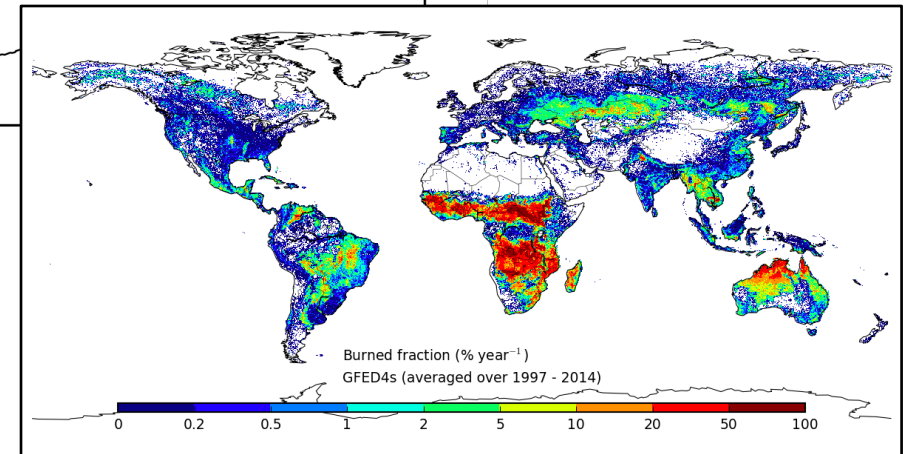 Burned fraction (% year⁻¹)
GFED4s (averaged over 1997 - 2014)
0 0.2 0.5 1 2 5 10 20 50 100